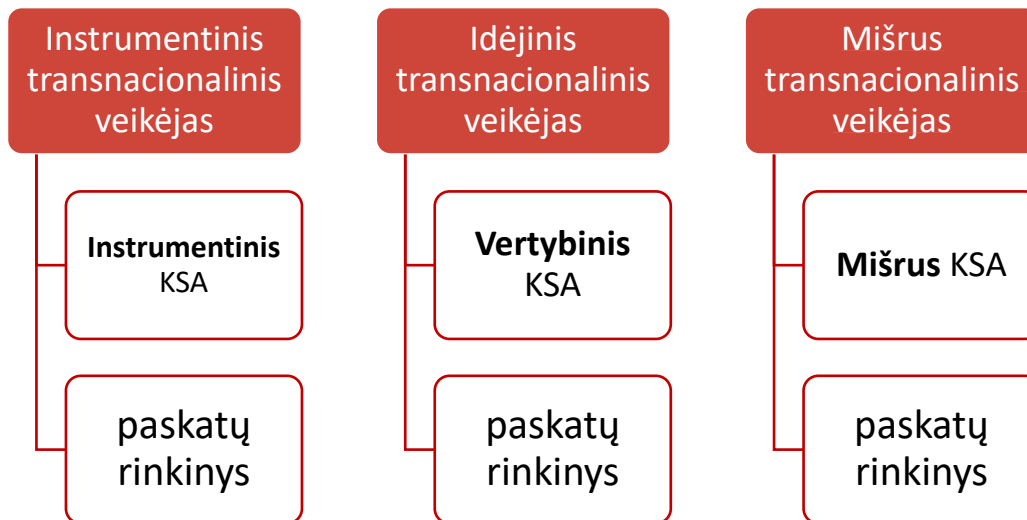 Instrumentinis
transnacionalinis
veikėjas
Instrumentinis
KSA
paskatų
rinkinys
Idėjinis
transnacionalinis
veikėjas
Vertybinis
KSA
paskatų
rinkinys
Mišrus
transnacionalinis
veikėjas
Mišrus KSA
paskatų
rinkinys